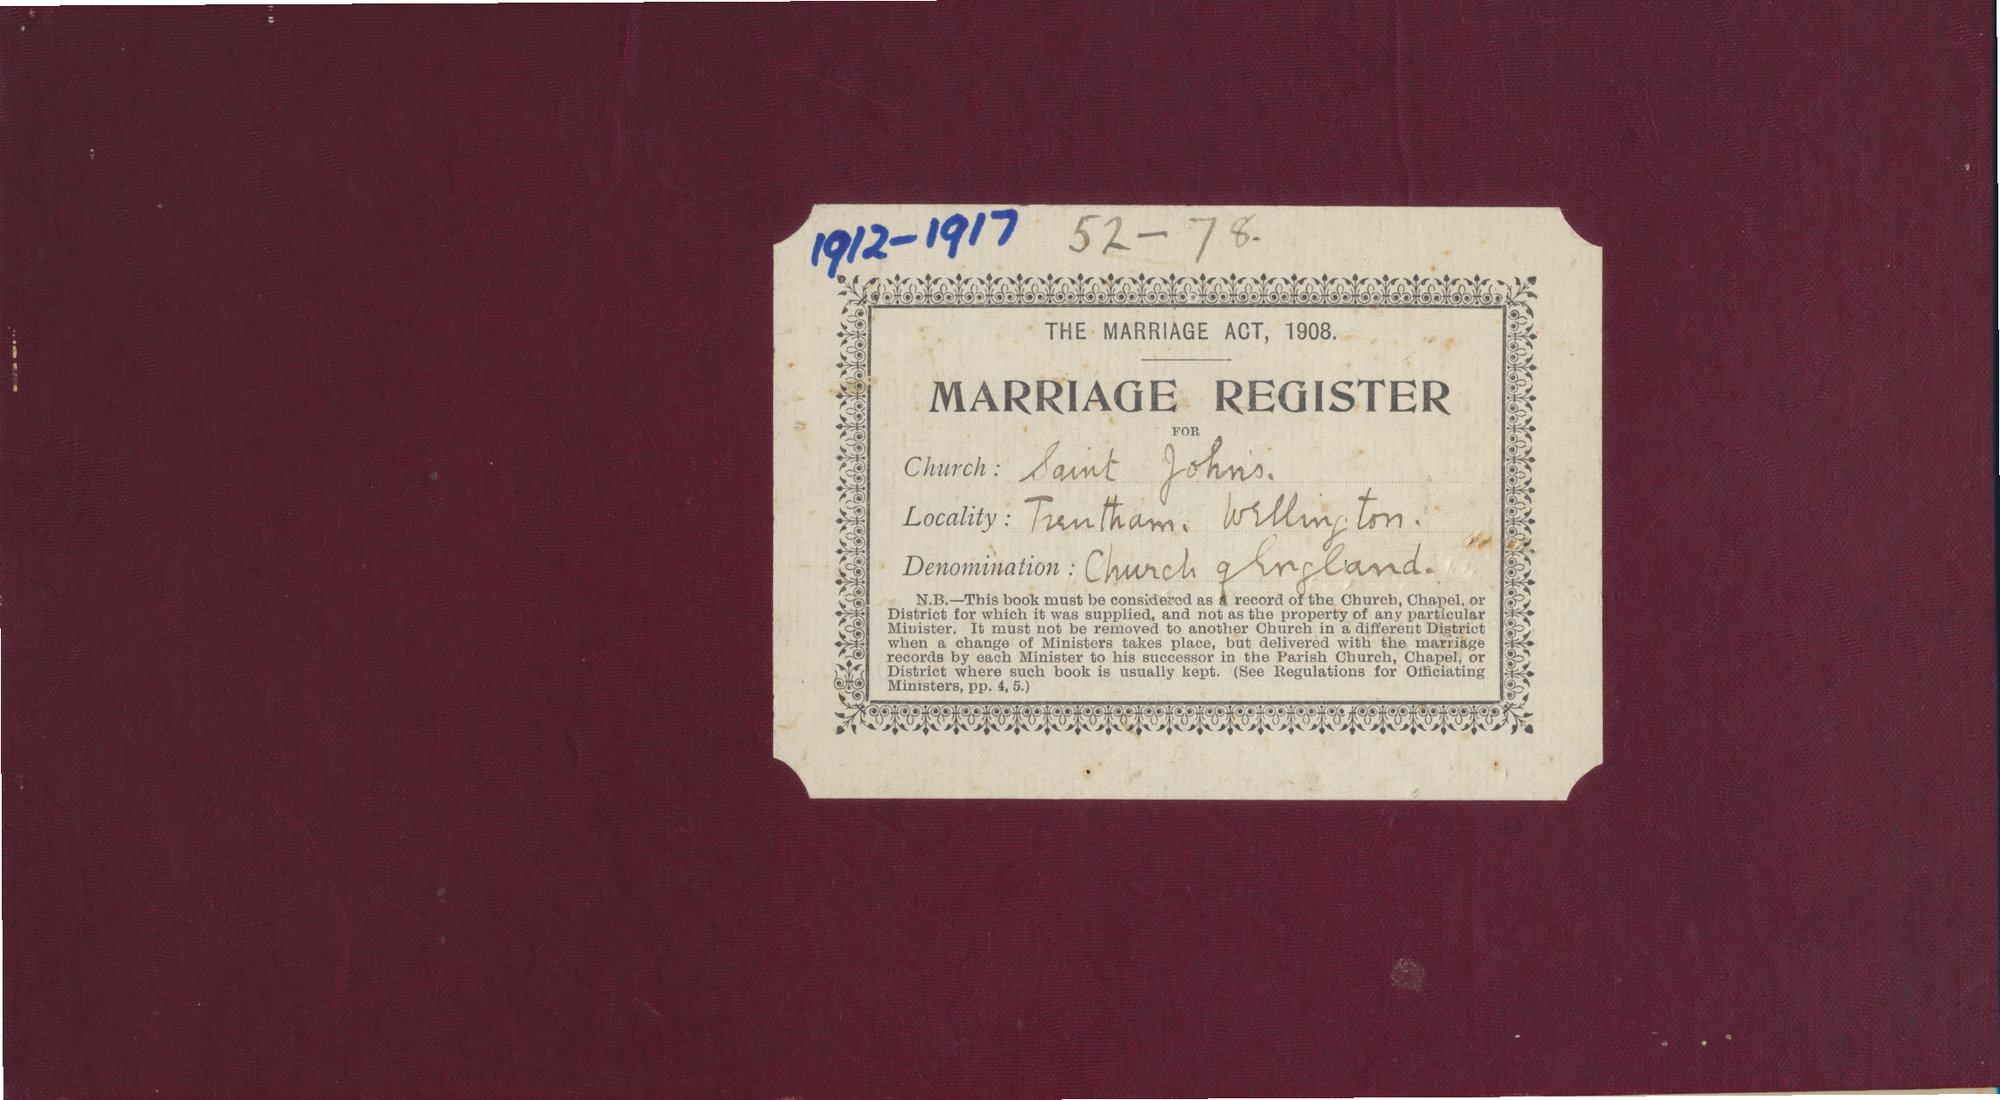 1912-1917 52-78.
THE MARRIAGE ACT, 1908.
MARRIAGE REGISTER
FOR
Church: Saint John's.
Locality: Trentham. Wellington.
Denomination: Church of England.
N.B.—This book must be considered as a record of the Church, Chapel, or
District for which it was supplied, and not as the property of any particular
Minister. It must not be removed to another Church in a different District
when a change of Ministers takes place, but delivered with the marriage
records by each Minister to his successor in the Parish Church, Chapel, or
District where such book is usually kept. (See Regulations for Officiating
Ministers, pp. 4, 5.)